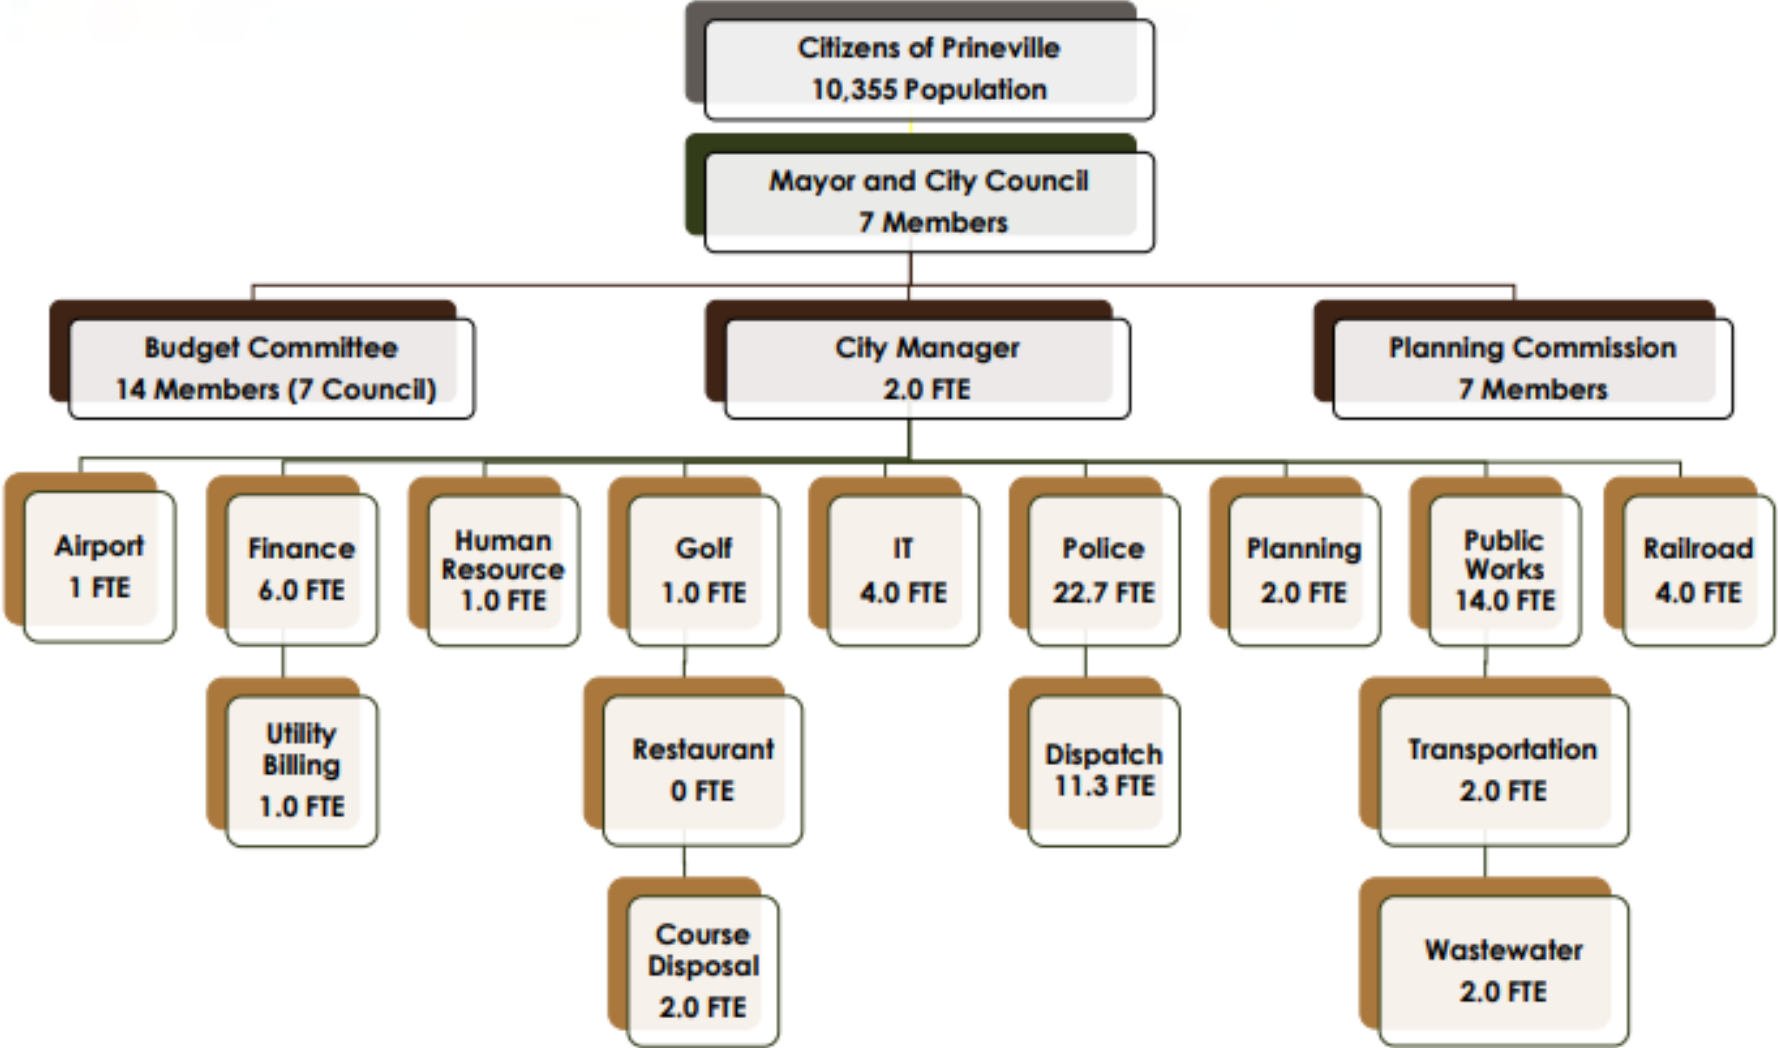 Citizens of Prineville
10,355 Population
Mayor and City Council
7 Members
Budget Committee
14 Members (7 Council)
City Manager
2.0 FTE
Planning Commission
7 Members
Airport
1 FTE
Finance
6.0 FTE
Human
Resource
1.0 FTE
Golf
1.0 FTE
IT
4.0 FTE
Police
22.7 FTE
Planning
2.0 FTE
Public
Works
14.0 FTE
Railroad
4.0 FTE
Utility
Billing
1.0 FTE
Restaurant
0 FTE
Dispatch
11.3 FTE
Transportation
2.0 FTE
Course
Disposal
2.0 FTE
Wastewater
2.0 FTE